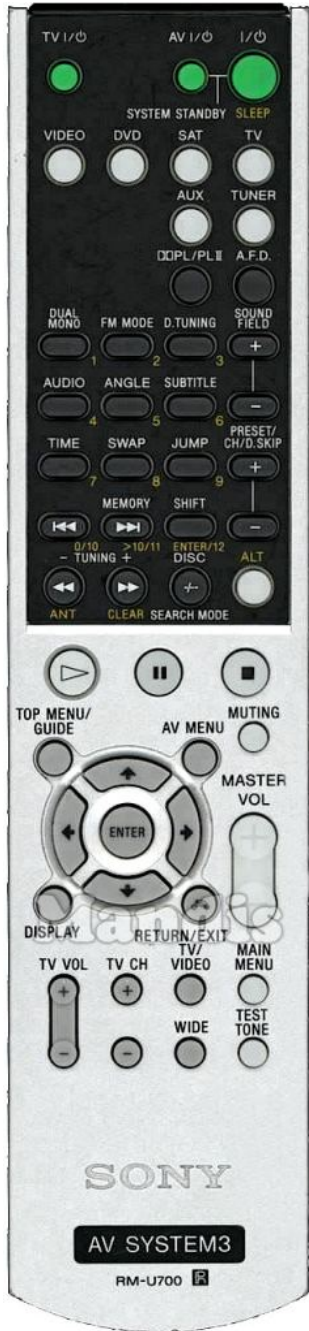 TV I/⏻ AV I/⏻ I/⏻
SYSTEM STANDBY SLEEP
VIDEO DVD SAT TV
AUX TUNER
PL/PLII A.F.D.
DUAL MONO FM MODE D.TUNING SOUND FIELD
+
1 2 3
AUDIO ANGLE SUBTITLE
-
4 5 6
TIME SWAP JUMP PRESET/ CH/D.SKIP
+
7 8 9
MEMORY SHIFT
⏮ ⏭ -
0/10 >10/11 ENTER/12
- TUNING + DISC ALT
◀◀ ▶▶ -/--
ANT CLEAR SEARCH MODE
TOP MENU/
GUIDE AV MENU MUTING
MASTER
VOL
ENTER
+
DISPLAY RETURN/EXIT
Mandis
TV VOL TV CH TV/
VIDEO MAIN
MENU
+ +
WIDE TEST
TONE
- -
SONY
AV SYSTEM3
RM-U700 R